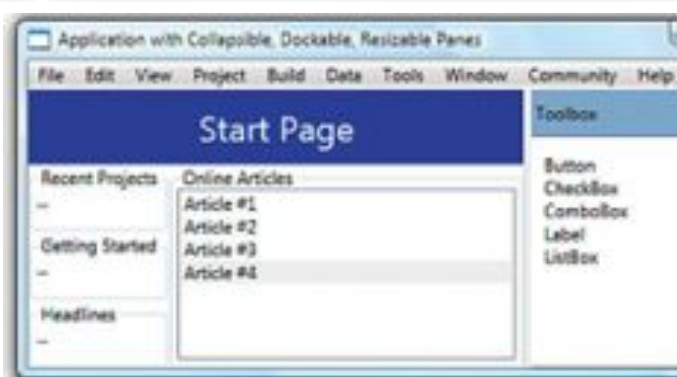 Application with Collapsible, Dockable, Resizable Panes
File Edit View Project Build Data Tools Window Community Help
Start Page
Toolbox
Recent Projects
...
Getting Started
...
Headlines
...
Online Articles
Article #1
Article #2
Article #3
Article #4
Button
CheckBox
ComboBox
Label
ListBox